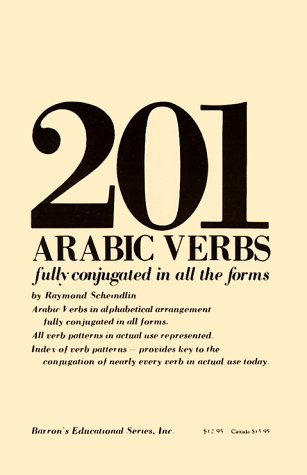 201
ARABIC VERBS
fully conjugated in all the forms
by Raymond Scheindlin
Arabic Verbs in alphabetical arrangement
fully conjugated in all forms.
All verb patterns in actual use represented.
Index of verb patterns — provides key to the
conjugation of nearly every verb in actual use today.
Barron's Educational Series, Inc. $12.95 Canada $15.95